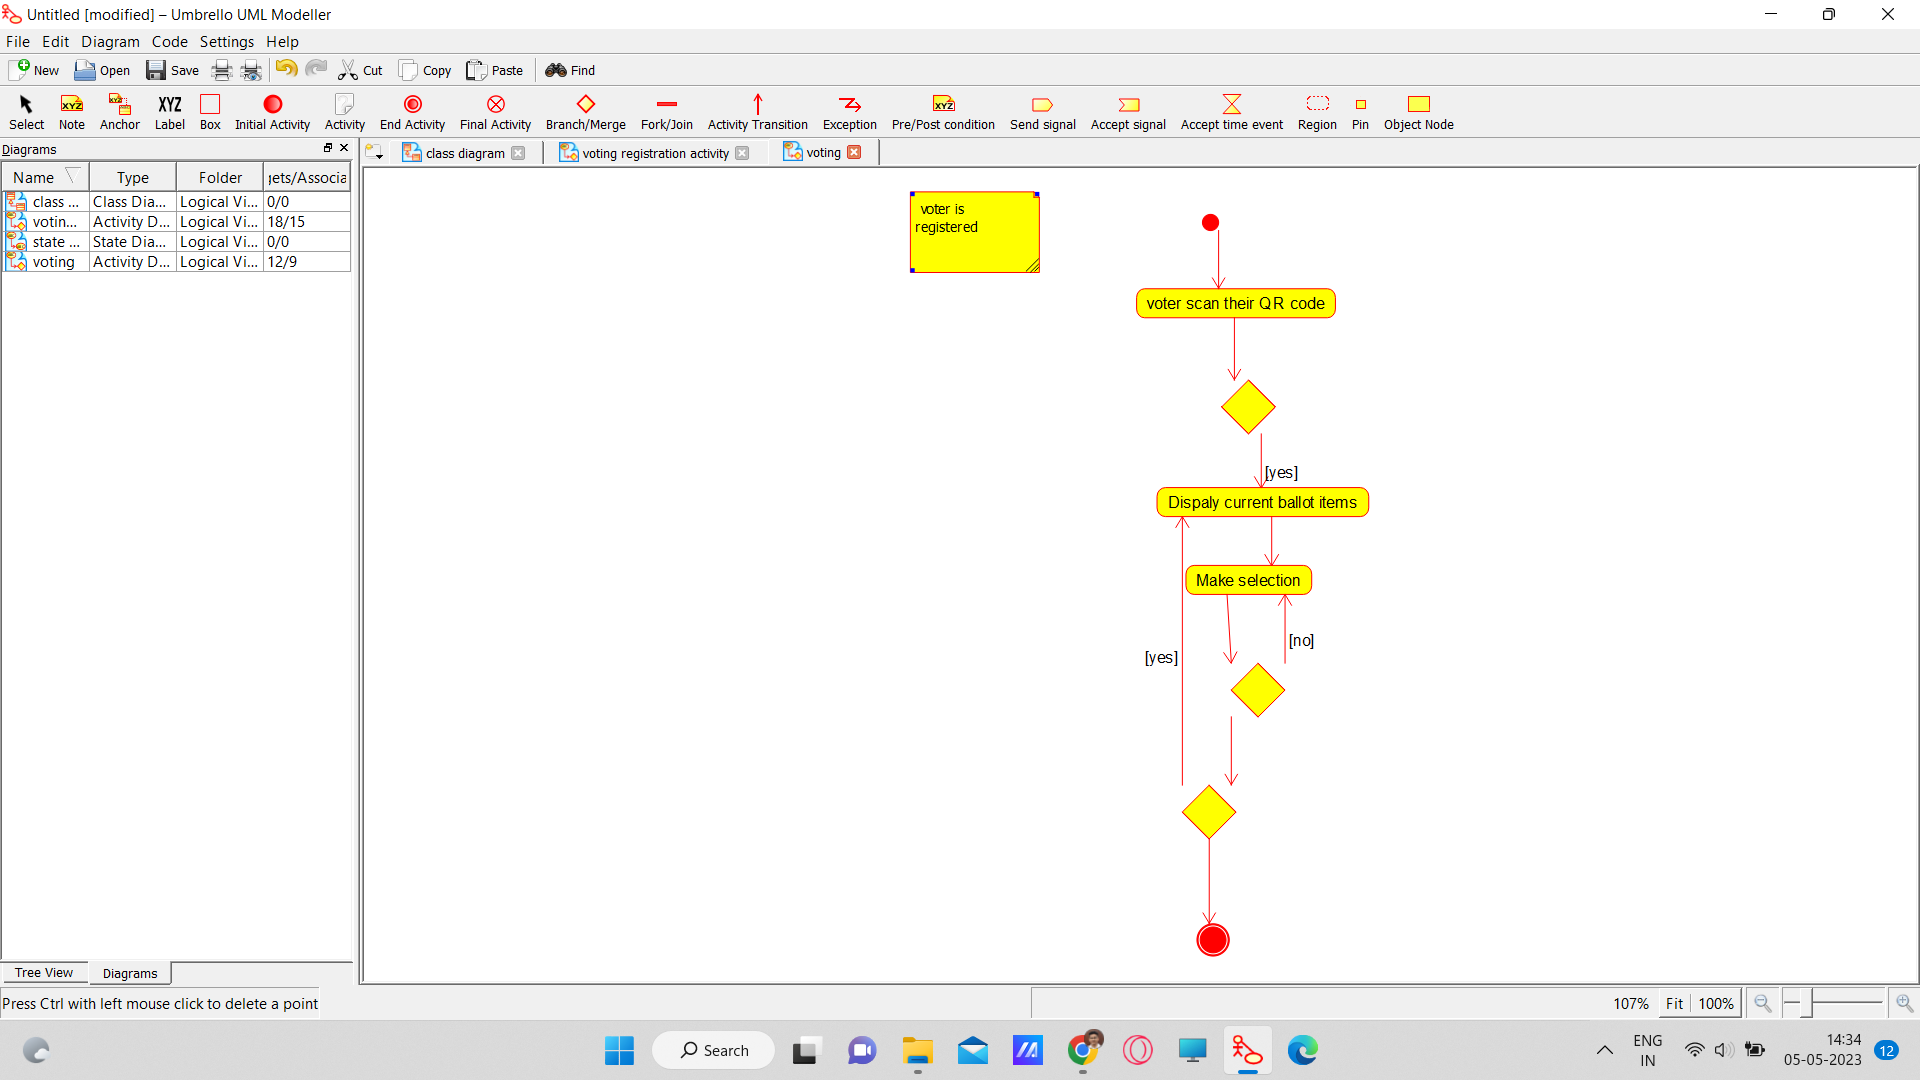 Untitled [modified] – Umbrello UML Modeller
File Edit Diagram Code Settings Help
New Open Save Cut Copy Paste Find
XYZ XYZ XYZ XYZ
Select Note Anchor Label Box Initial Activity Activity End Activity Final Activity Branch/Merge Fork/Join Activity Transition Exception Pre/Post condition Send signal Accept signal Accept time event Region Pin Object Node
Diagrams
class diagram voting registration activity voting
Name Type Folder gets/Associa
class ... Class Dia... Logical Vi... 0/0
votin... Activity D... Logical Vi... 18/15
state ... State Dia... Logical Vi... 0/0
voting Activity D... Logical Vi... 12/9
voter is
registered
voter scan their QR code
[yes]
Dispaly current ballot items
Make selection
[no]
[yes]
Tree View Diagrams
Press Ctrl with left mouse click to delete a point
107% Fit 100%
Search
ENG
IN
14:34
05-05-2023
12